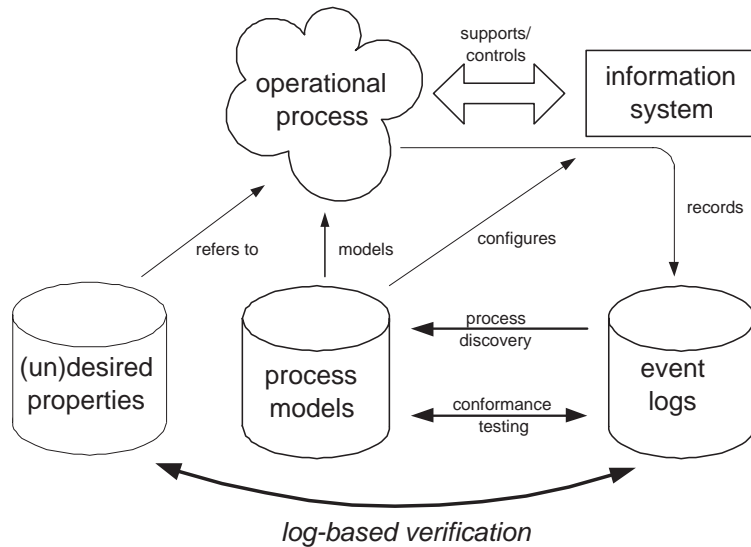 supports/
controls
operational
process
information
system
records
refers to
models
configures
(un)desired
properties
process
models
process
discovery
conformance
testing
event
logs
log-based verification